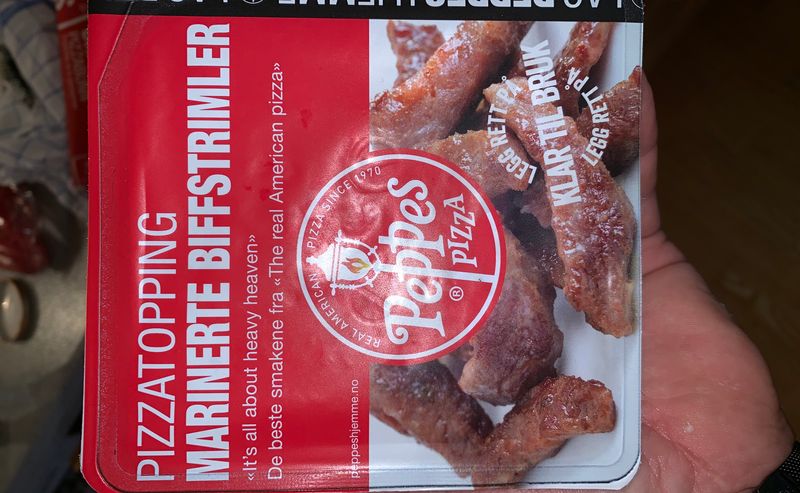 PIZZATOPPING
MARINERTE BIFFSTRIMLER
«It's all about heavy heaven»
De beste smakene fra «The real American pizza»
peppeshjemme.no
REAL AMERICAN PIZZA SINCE 1970
Peppes
PIZZA
®
LEGG RETT PÅ
KLAR TIL BRUK
LEGG RETT PÅ